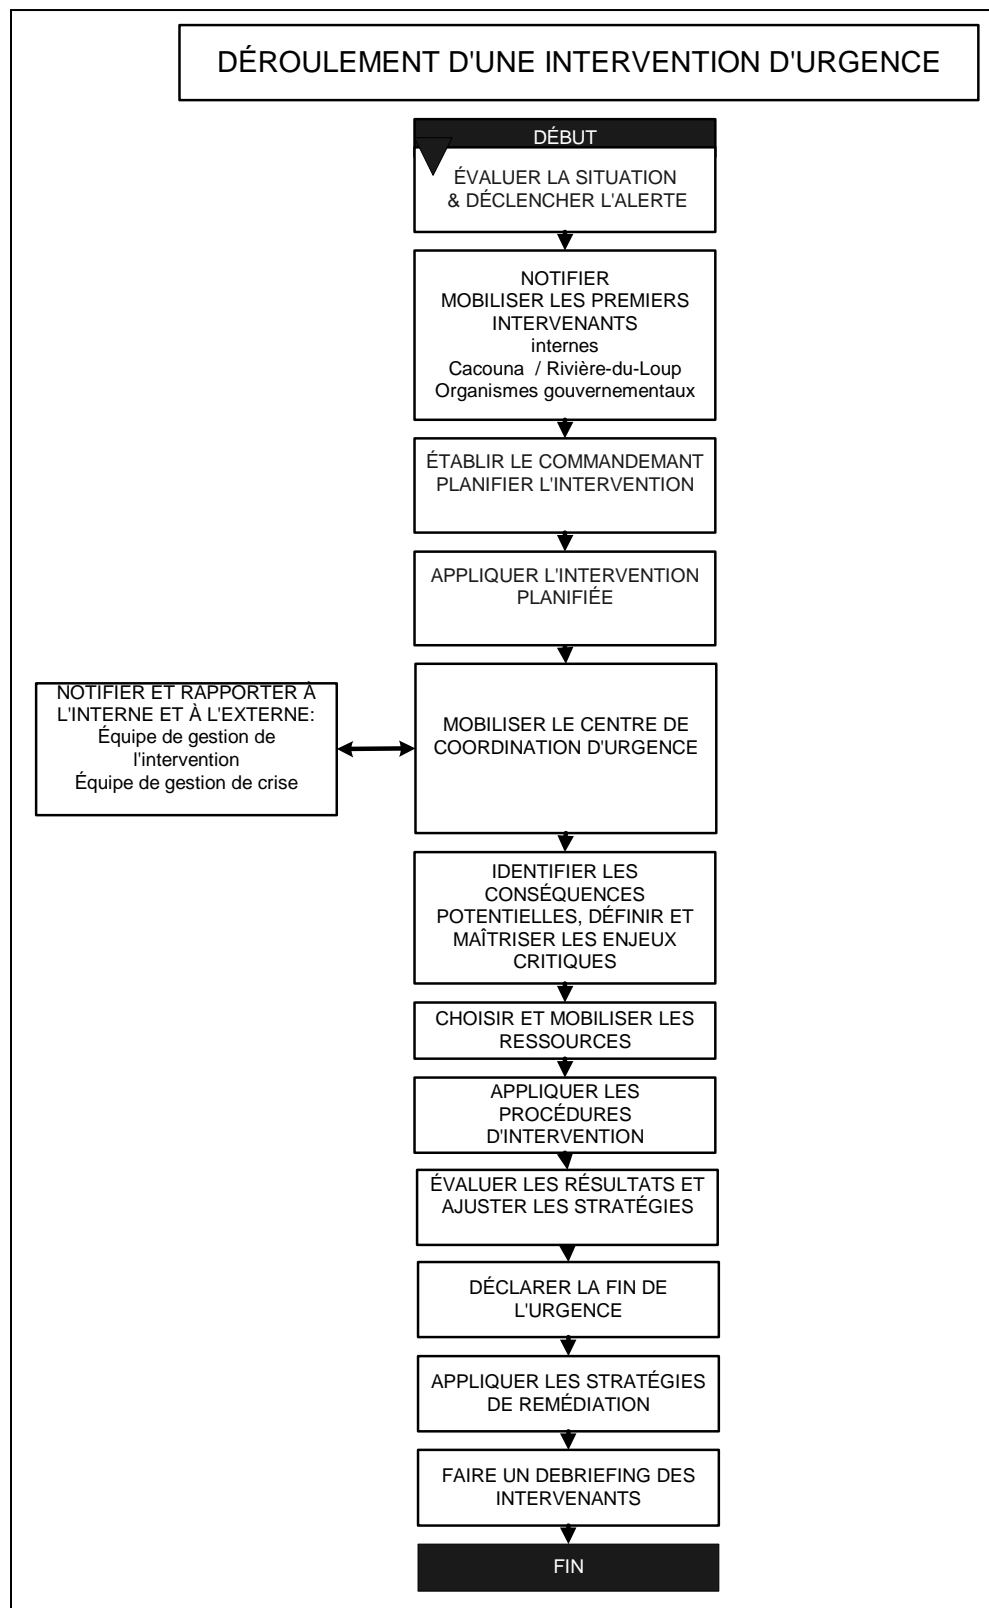 DÉROULEMENT D'UNE INTERVENTION D'URGENCE
DÉBUT
ÉVALUER LA SITUATION
& DÉCLENCHER L'ALERTE
NOTIFIER
MOBILISER LES PREMIERS
INTERVENANTS
internes
Cacouna / Rivière-du-Loup
Organismes gouvernementaux
ÉTABLIR LE COMMANDEMANT
PLANIFIER L'INTERVENTION
APPLIQUER L'INTERVENTION
PLANIFIÉE
NOTIFIER ET RAPPORTER À
L'INTERNE ET À L'EXTERNE:
Équipe de gestion de
l'intervention
Équipe de gestion de crise
MOBILISER LE CENTRE DE
COORDINATION D'URGENCE
IDENTIFIER LES
CONSÉQUENCES
POTENTIELLES, DÉFINIR ET
MAÎTRISER LES ENJEUX
CRITIQUES
CHOISIR ET MOBILISER LES
RESSOURCES
APPLIQUER LES
PROCÉDURES
D'INTERVENTION
ÉVALUER LES RÉSULTATS ET
AJUSTER LES STRATÉGIES
DÉCLARER LA FIN DE
L'URGENCE
APPLIQUER LES STRATÉGIES
DE REMÉDIATION
FAIRE UN DEBRIEFING DES
INTERVENANTS
FIN